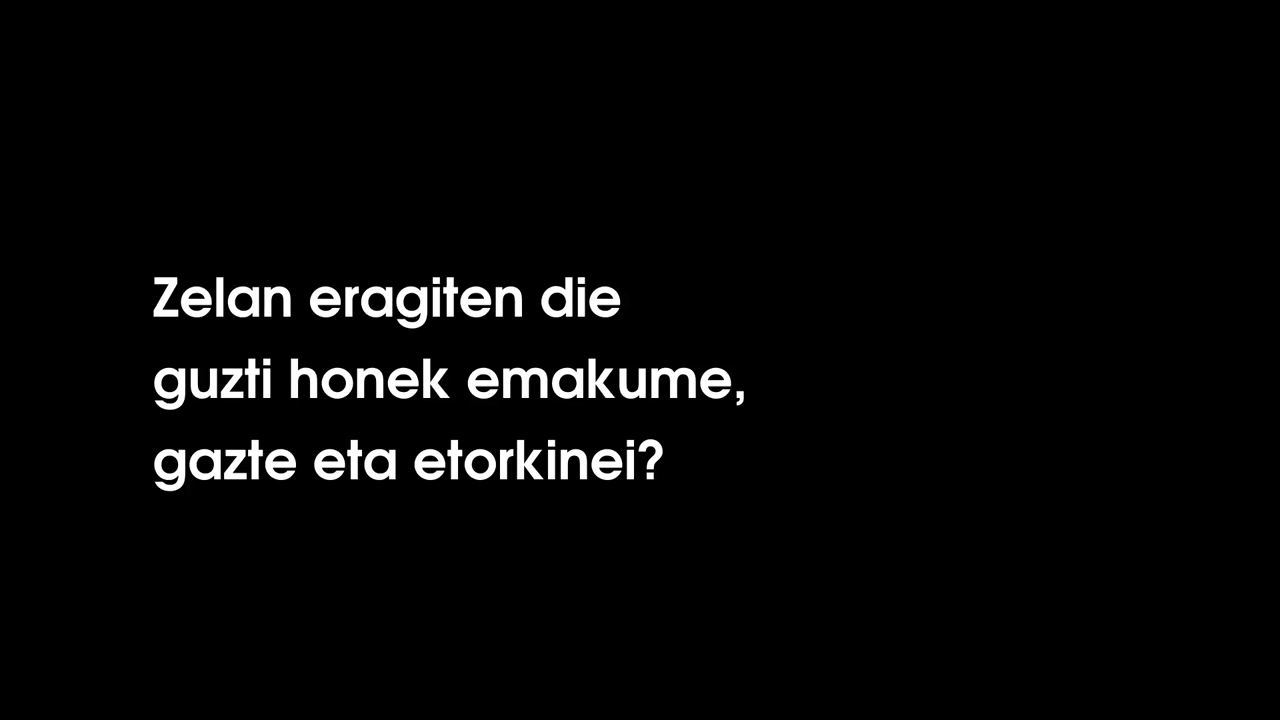 Zelan eragiten die
guzti honek emakume,
gazte eta etorkinei?